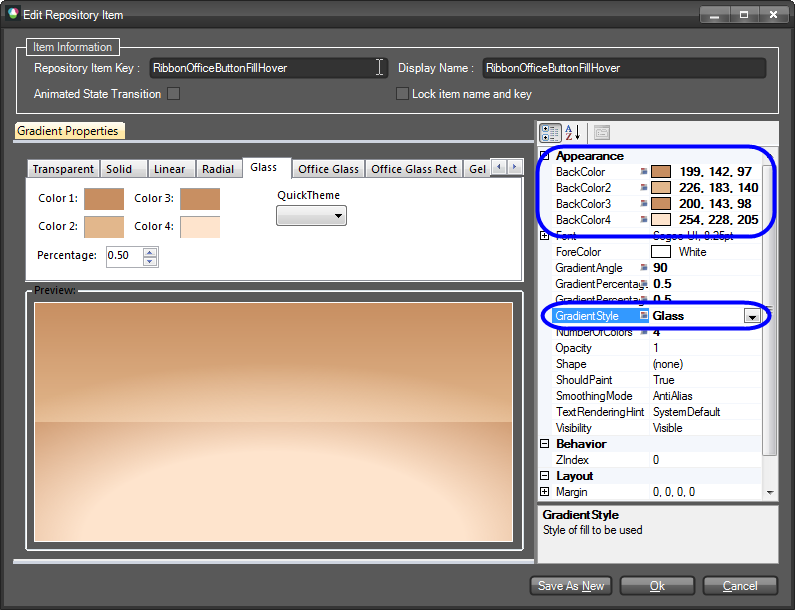 Edit Repository Item
Item Information
Repository Item Key : RibbonOfficeButtonFillHover Display Name : RibbonOfficeButtonFillHover
Animated State Transition Lock item name and key
Gradient Properties
Transparent Solid Linear Radial Glass Office Glass Office Glass Rect Gel
Color 1: Color 3: QuickTheme
Color 2: Color 4:
Percentage: 0.50
Preview:
Appearance
BackColor 199, 142, 97
BackColor2 226, 183, 140
BackColor3 200, 143, 98
BackColor4 254, 228, 205
Font Segoe UI, 8.25pt
ForeColor White
GradientAngle 90
GradientPercentag 0.5
GradientPercentag 0.5
GradientStyle Glass
NumberOfColors 4
Opacity 1
Shape (none)
ShouldPaint True
SmoothingMode AntiAlias
TextRenderingHint SystemDefault
Visibility Visible
Behavior
ZIndex 0
Layout
Margin 0, 0, 0, 0
GradientStyle
Style of fill to be used
Save As New Ok Cancel